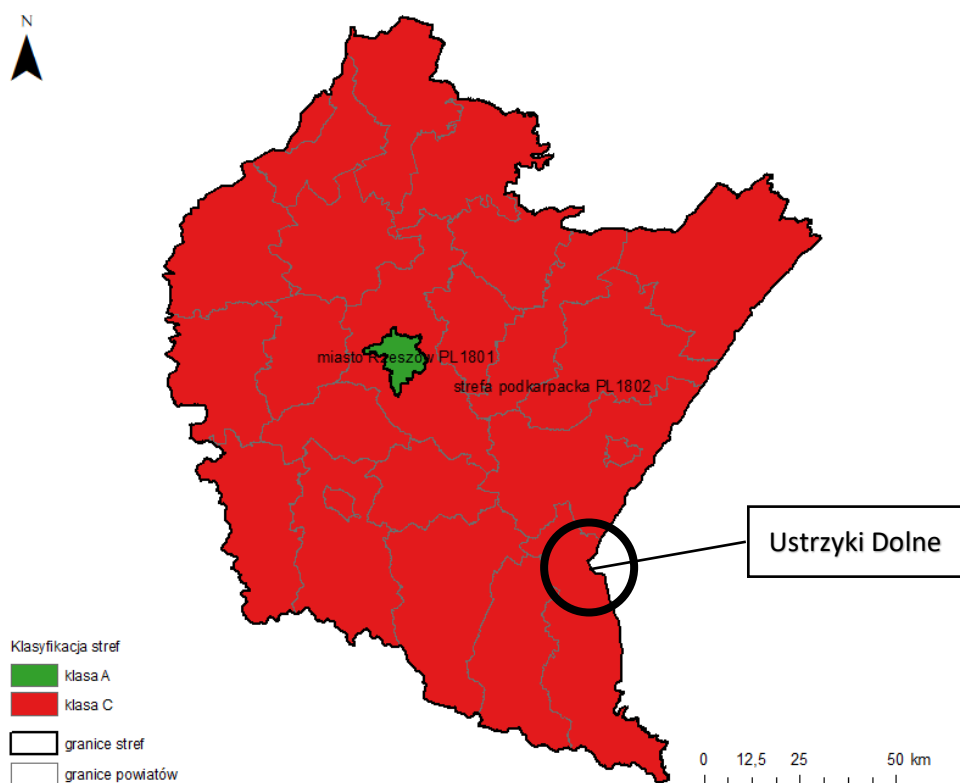 N
miasto Rzeszów PL1801
strefa podkarpacka PL1802
Ustrzyki Dolne
Klasyfikacja stref
klasa A
klasa C
granice stref
granice powiatów
0 12,5 25 50 km